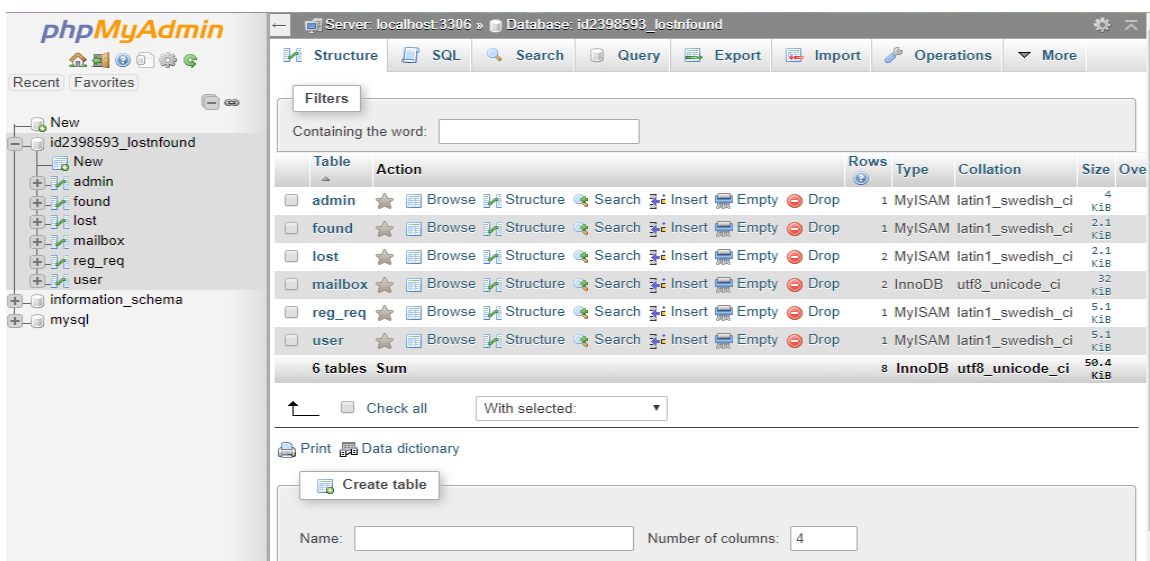 phpMyAdmin
Recent Favorites
New
id2398593_lostnfound
New
admin
found
lost
mailbox
reg_req
user
information_schema
mysql
← Server: localhost:3306 » Database: id2398593_lostnfound
Structure SQL Search Query Export Import Operations More
Filters
Containing the word:
Table Action Rows Type Collation Size Ove
admin Browse Structure Search Insert Empty Drop 1 MyISAM latin1_swedish_ci 4 KiB
found Browse Structure Search Insert Empty Drop 1 MyISAM latin1_swedish_ci 2.1 KiB
lost Browse Structure Search Insert Empty Drop 2 MyISAM latin1_swedish_ci 2.1 KiB
mailbox Browse Structure Search Insert Empty Drop 2 InnoDB utf8_unicode_ci 32 KiB
reg_req Browse Structure Search Insert Empty Drop 1 MyISAM latin1_swedish_ci 5.1 KiB
user Browse Structure Search Insert Empty Drop 1 MyISAM latin1_swedish_ci 5.1 KiB
6 tables Sum 8 InnoDB utf8_unicode_ci 50.4 KiB
Check all With selected:
Print Data dictionary
Create table
Name: Number of columns: 4